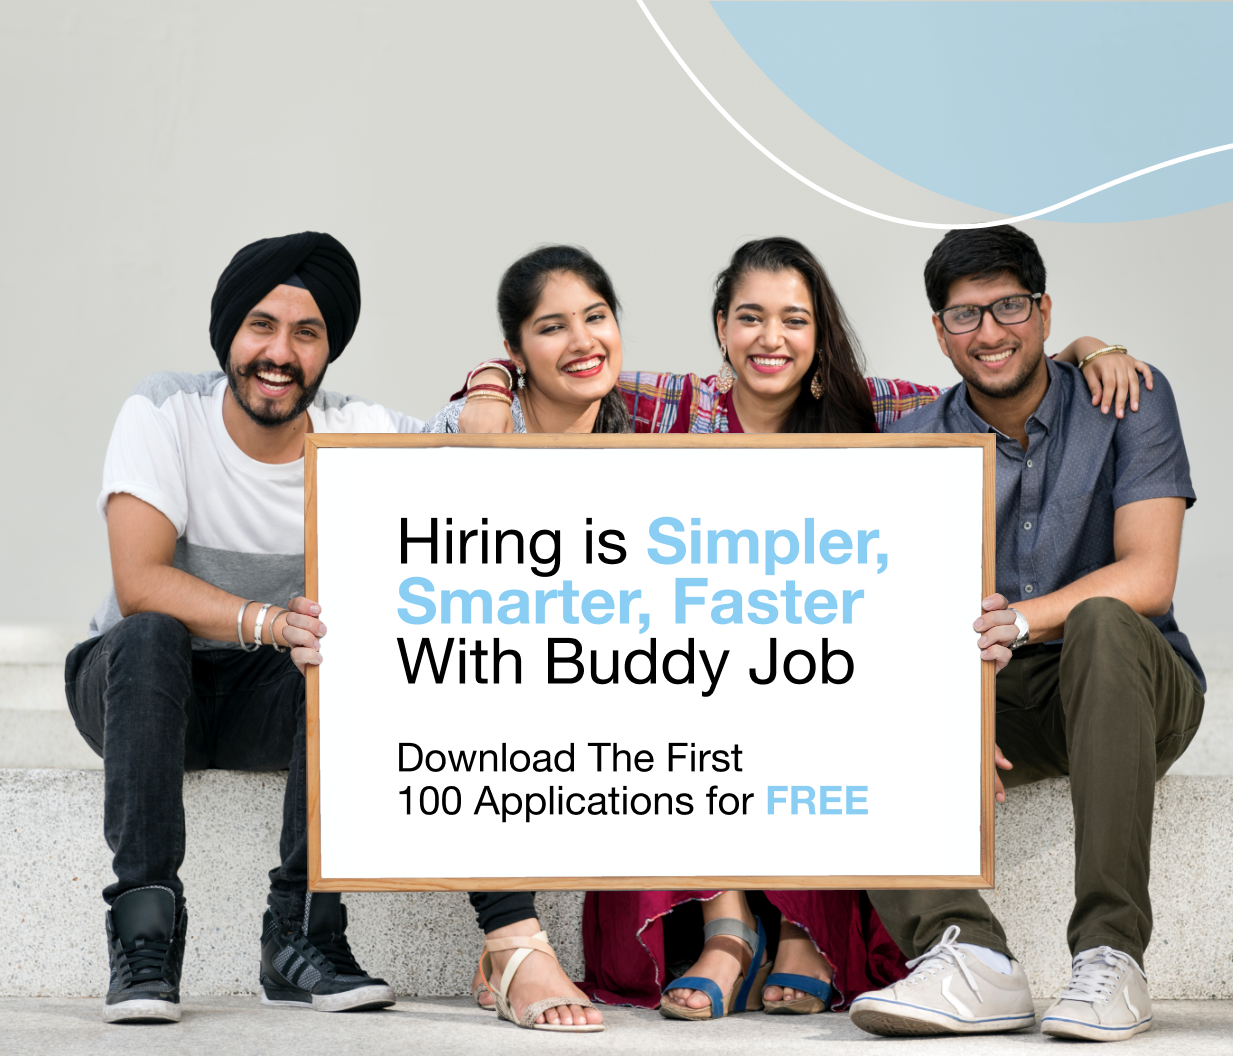 Hiring is Simpler,
Smarter, Faster
With Buddy Job
Download The First
100 Applications for FREE